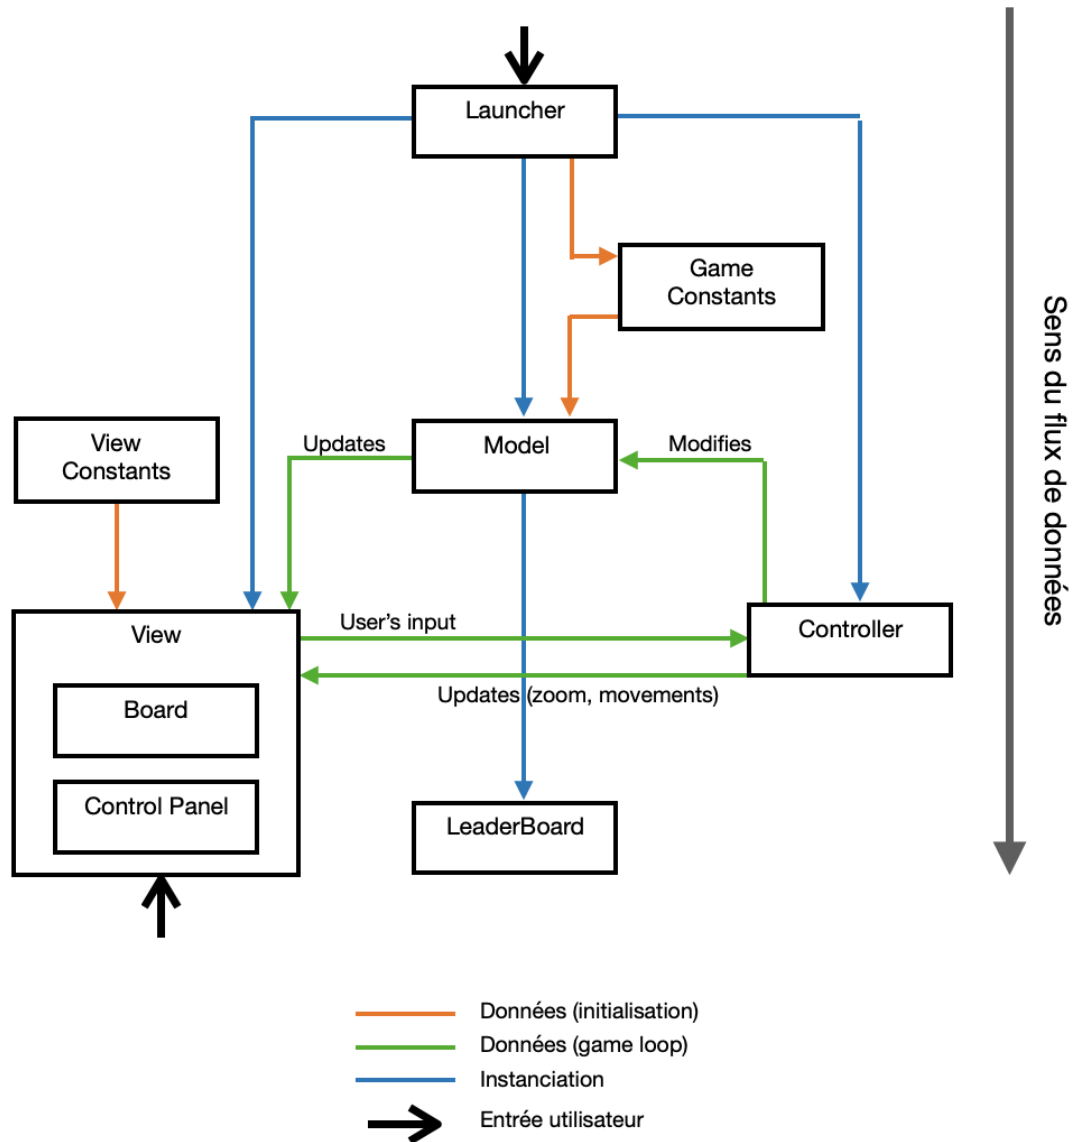 Launcher
Game
Constants
Sens du flux de données
View
Constants
Updates
Model
Modifies
View
User's input
Controller
Updates (zoom, movements)
Board
Control Panel
LeaderBoard
Données (initialisation)
Données (game loop)
Instanciation
Entrée utilisateur